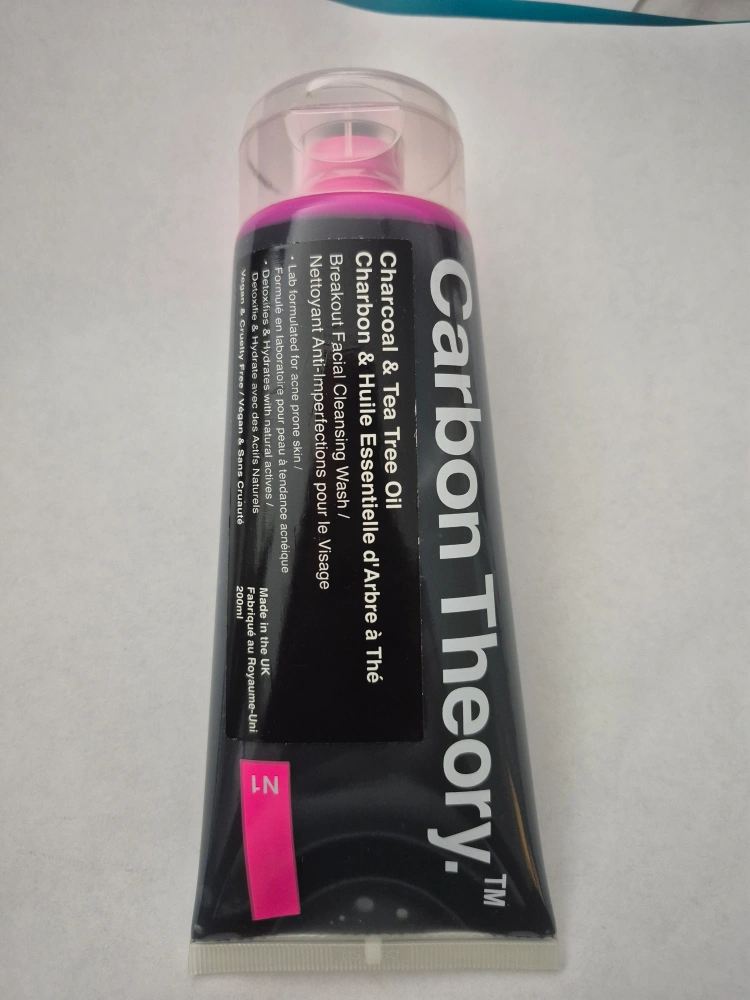 Carbon Theory.™
Charcoal & Tea Tree Oil
Charbon & Huile Essentielle d'Arbre à Thé
Breakout Facial Cleansing Wash /
Nettoyant Anti-Imperfections pour le Visage
• Lab formulated for acne prone skin /
Formulé en laboratoire pour peau à tendance acnéique
• Detoxifies & Hydrates with natural actives /
Detoxifie & Hydrate avec des Actifs Naturels
Vegan & Cruelty Free / Végan & Sans Cruauté
Made in the UK
Fabriqué au Royaume-Uni
200ml
N1